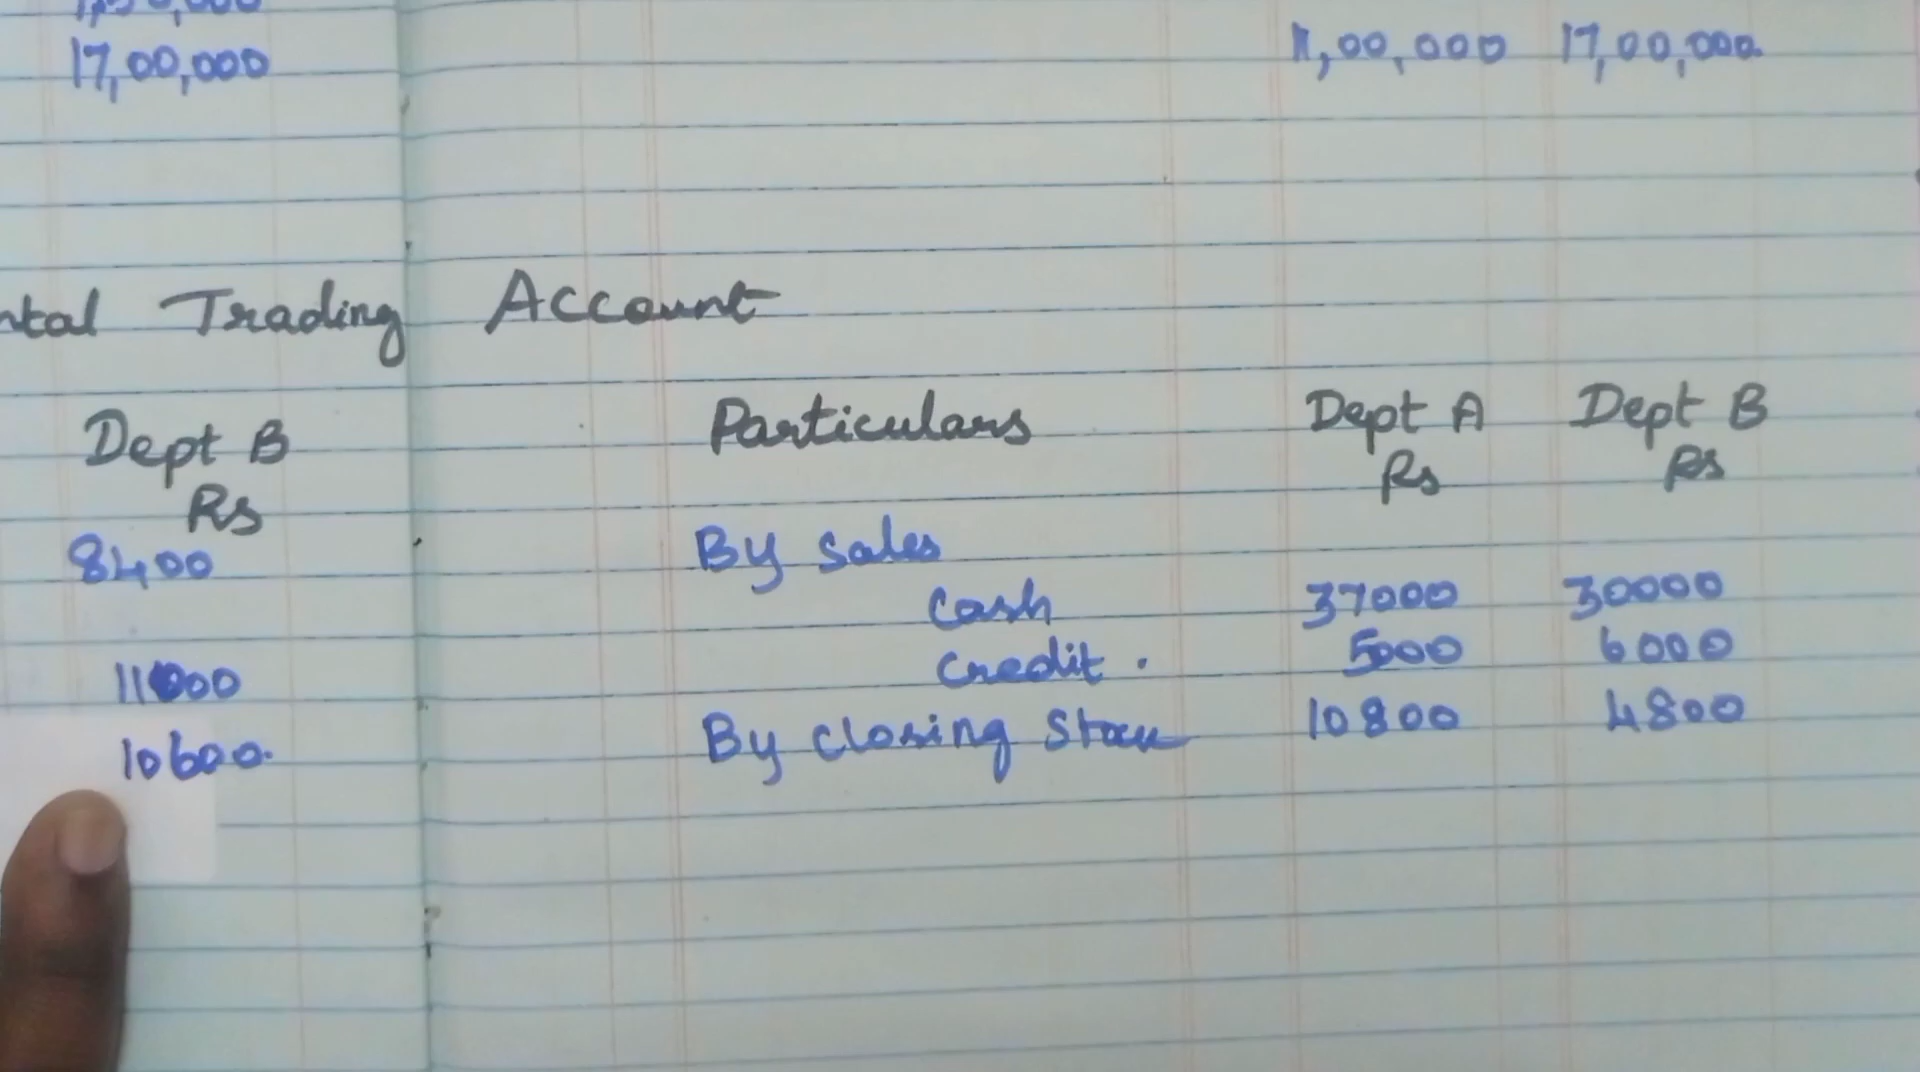 17,00,000 1,00,000 17,00,000
ntal Trading Account
Dept B Particulars Dept A Dept B
Rs Rs Rs
8400 By Sales
Cash 37000 30000
11000 Credit . 5000 6000
10600. By Closing Stock 10800 4800